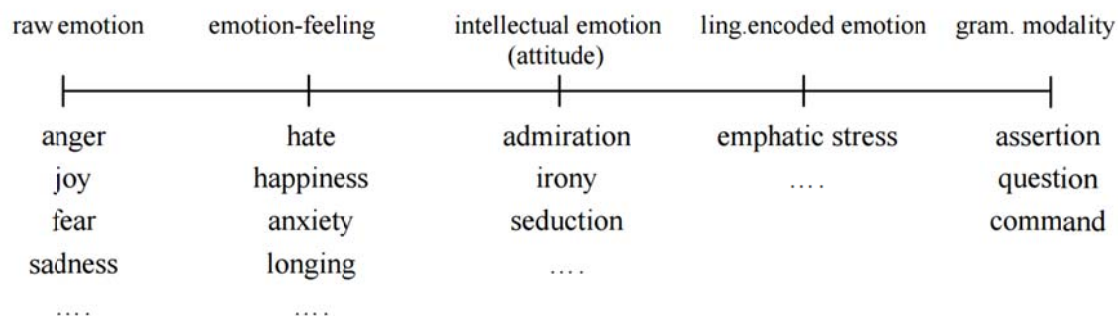 raw emotion emotion-feeling intellectual emotion ling.encoded emotion gram. modality
(attitude)
anger hate admiration emphatic stress assertion
joy happiness irony .... question
fear anxiety seduction command
sadness longing ....
.... ....